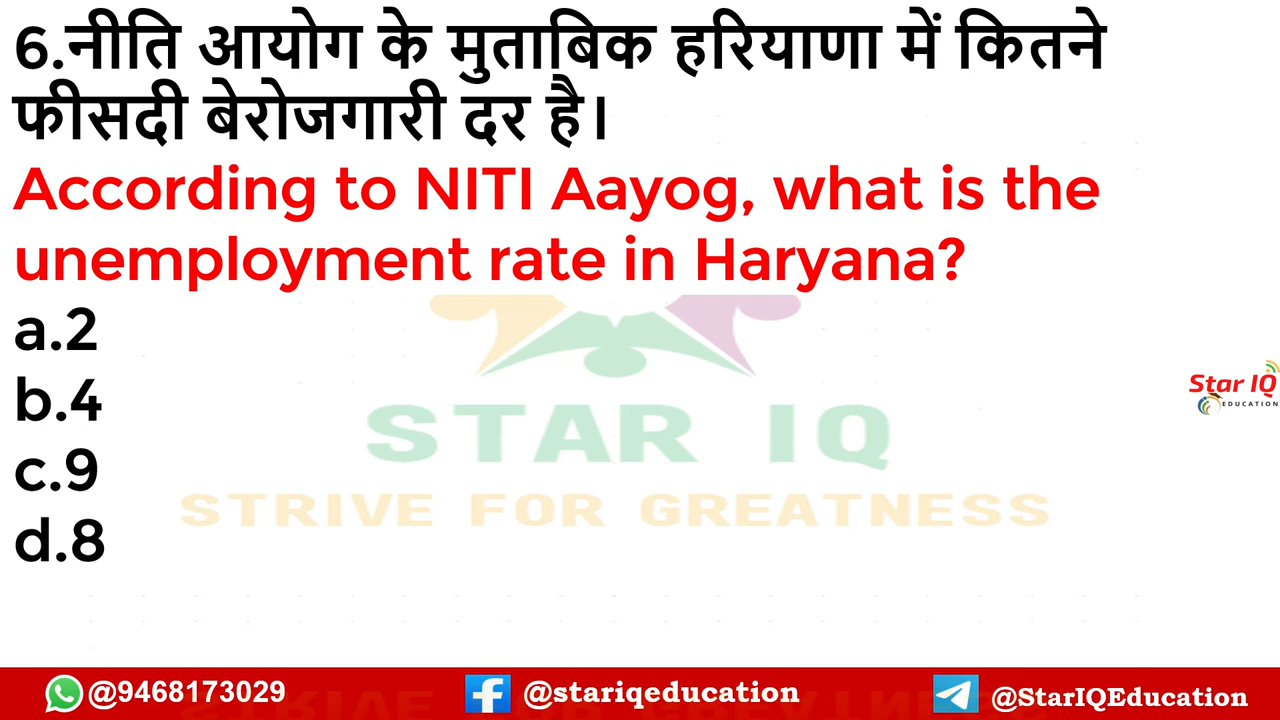 6.नीति आयोग के मुताबिक हरियाणा में कितने
फीसदी बेरोजगारी दर है।
According to NITI Aayog, what is the
unemployment rate in Haryana?
a.2
b.4
c.9
d.8
STAR IQ
STRIVE FOR GREATNESS
Star IQ
EDUCATION
@9468173029
@stariqeducation
@StarIQEducation